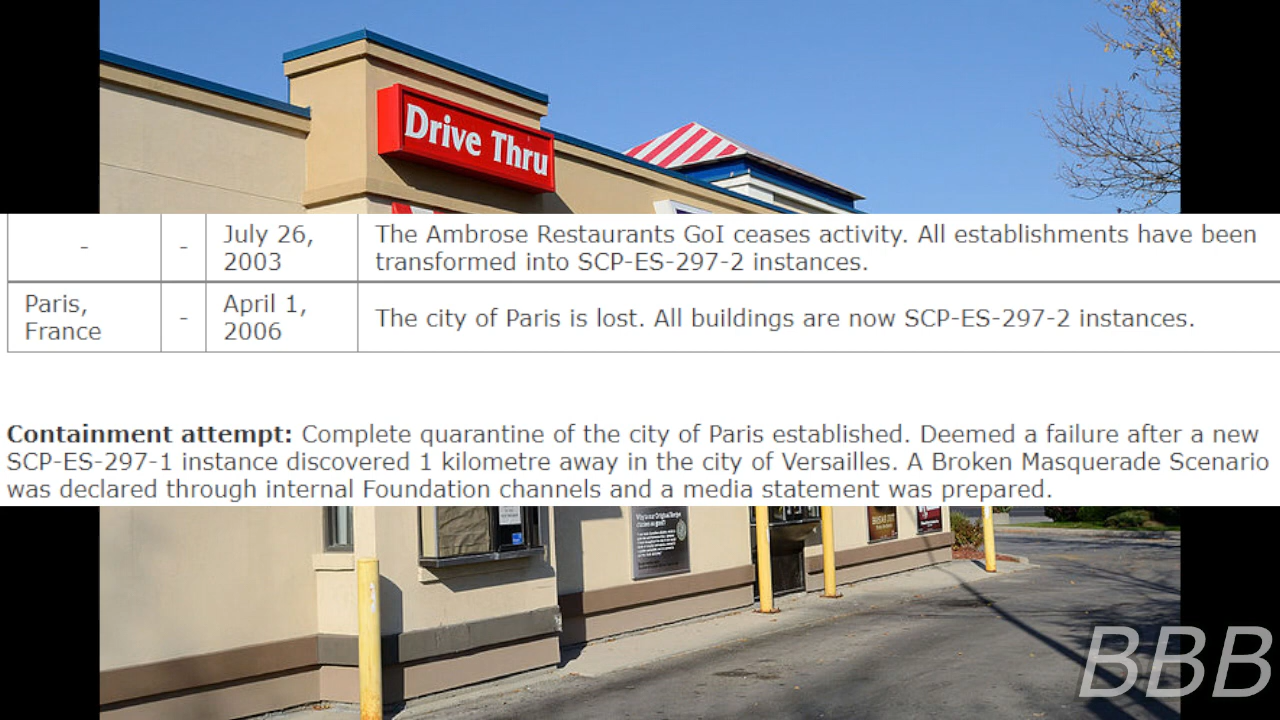 Drive Thru
- - July 26, The Ambrose Restaurants GoI ceases activity. All establishments have been
2003 transformed into SCP-ES-297-2 instances.
Paris, - April 1, The city of Paris is lost. All buildings are now SCP-ES-297-2 instances.
France 2006
Containment attempt: Complete quarantine of the city of Paris established. Deemed a failure after a new
SCP-ES-297-1 instance discovered 1 kilometre away in the city of Versailles. A Broken Masquerade Scenario
was declared through internal Foundation channels and a media statement was prepared.
BBB